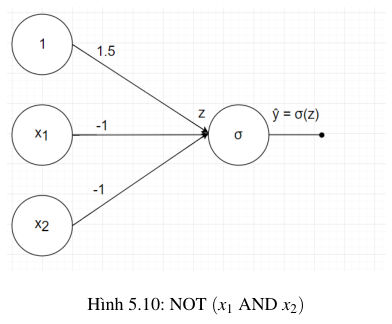 1
1.5
z
ŷ = σ(z)
x1
-1
σ
-1
x2
Hình 5.10: NOT (x₁ AND x₂)